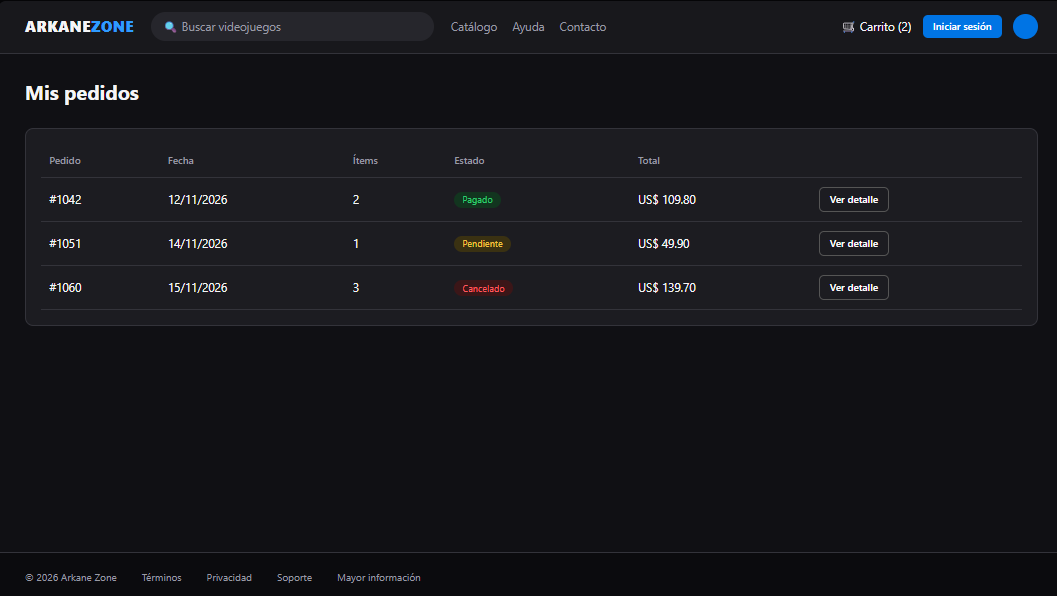 ARKANEZONE Buscar videojuegos Catálogo Ayuda Contacto Carrito (2) Iniciar sesión
Mis pedidos
Pedido Fecha Ítems Estado Total
#1042 12/11/2026 2 Pagado US$ 109.80 Ver detalle
#1051 14/11/2026 1 Pendiente US$ 49.90 Ver detalle
#1060 15/11/2026 3 Cancelado US$ 139.70 Ver detalle
© 2026 Arkane Zone Términos Privacidad Soporte Mayor información